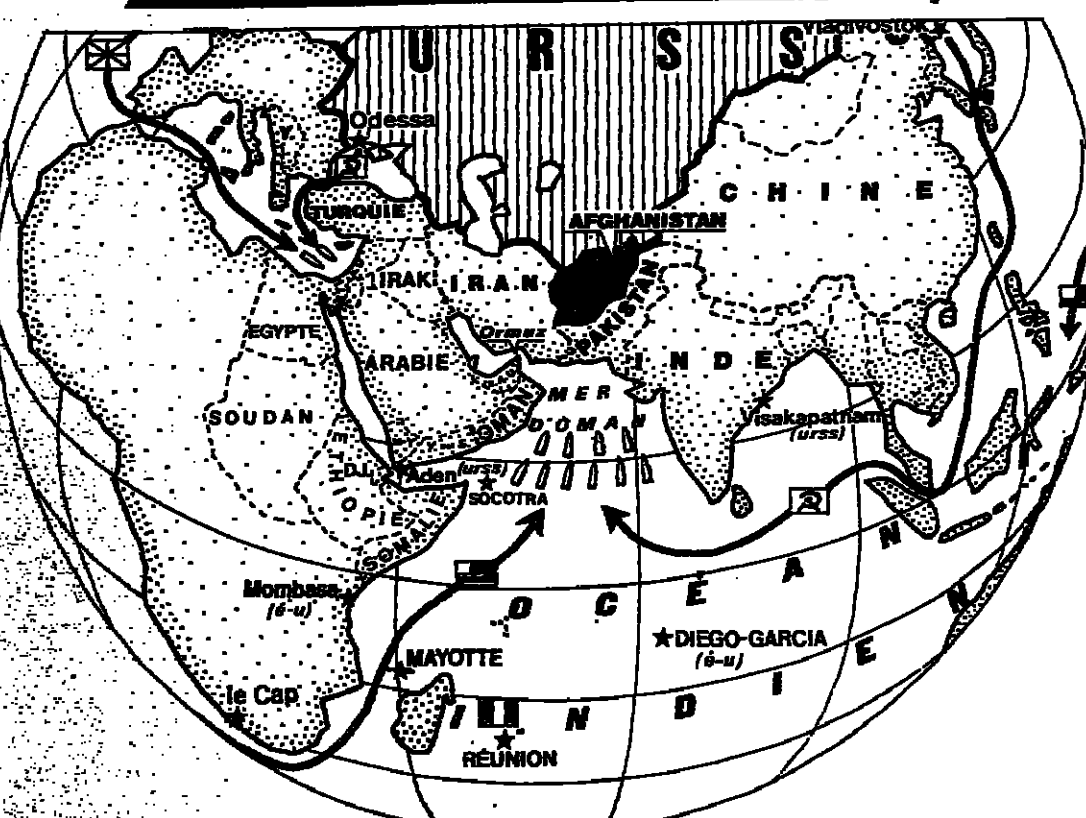 URSS
Vladivostok
Odessa
CHINE
TURQUIE
AFGHANISTAN
IRAK
IRAN
PAKISTAN
EGYPTE
Ormuz
ARABIE
INDE
MER
D'OMAN
OMAN
SOUDAN
Visakapatnam
(urss)
ETHIOPIE
DJ.
Aden (urss)
SOCOTRA
SOMALIE
Mombasa
(é-u)
OCÉAN
DIEGO-GARCIA
(é-u)
MAYOTTE
le Cap
INDIEN
RÉUNION